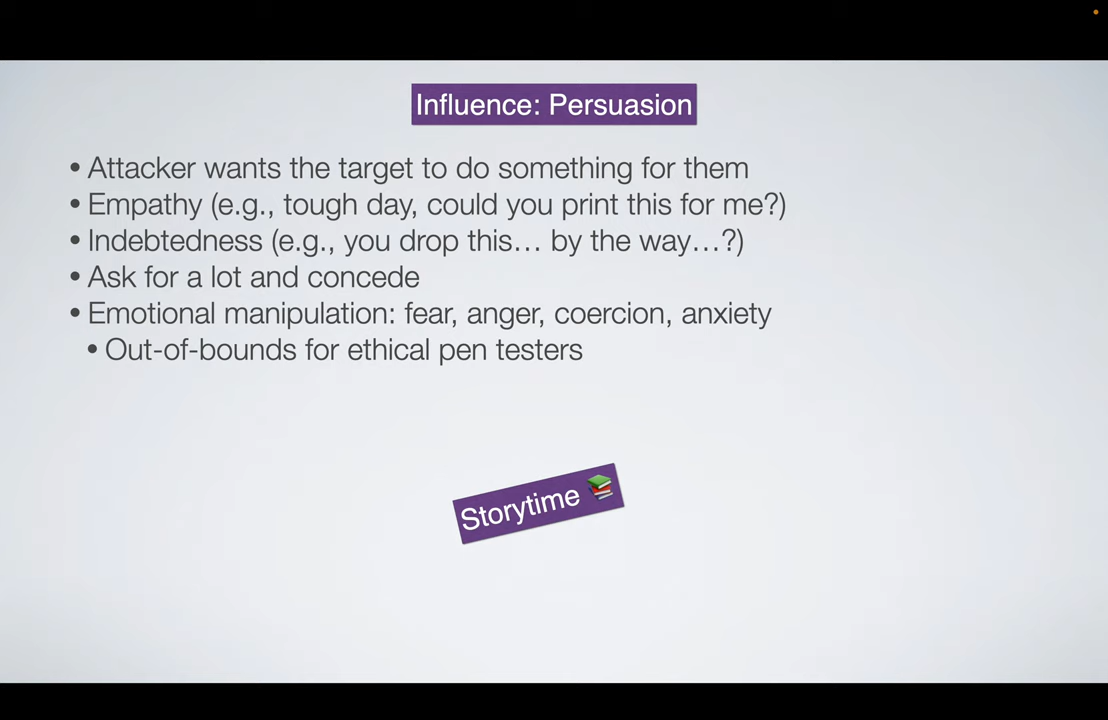 Influence: Persuasion
• Attacker wants the target to do something for them
• Empathy (e.g., tough day, could you print this for me?)
• Indebtedness (e.g., you drop this… by the way…?)
• Ask for a lot and concede
• Emotional manipulation: fear, anger, coercion, anxiety
• Out-of-bounds for ethical pen testers
Storytime 📚